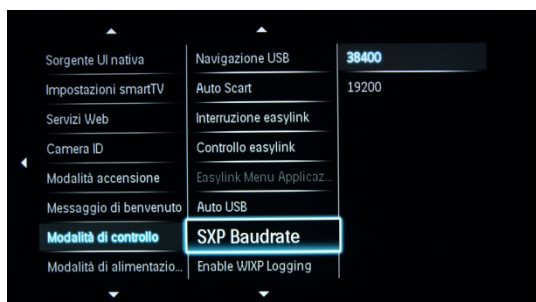 Sorgente UI nativa
Impostazioni smartTV
Servizi Web
Camera ID
Modalità accensione
Messaggio di benvenuto
Modalità di controllo
Modalità di alimentazio...
Navigazione USB
Auto Scart
Interruzione easylink
Controllo easylink
Easylink Menu Applicaz...
Auto USB
SXP Baudrate
Enable WIXP Logging
38400
19200